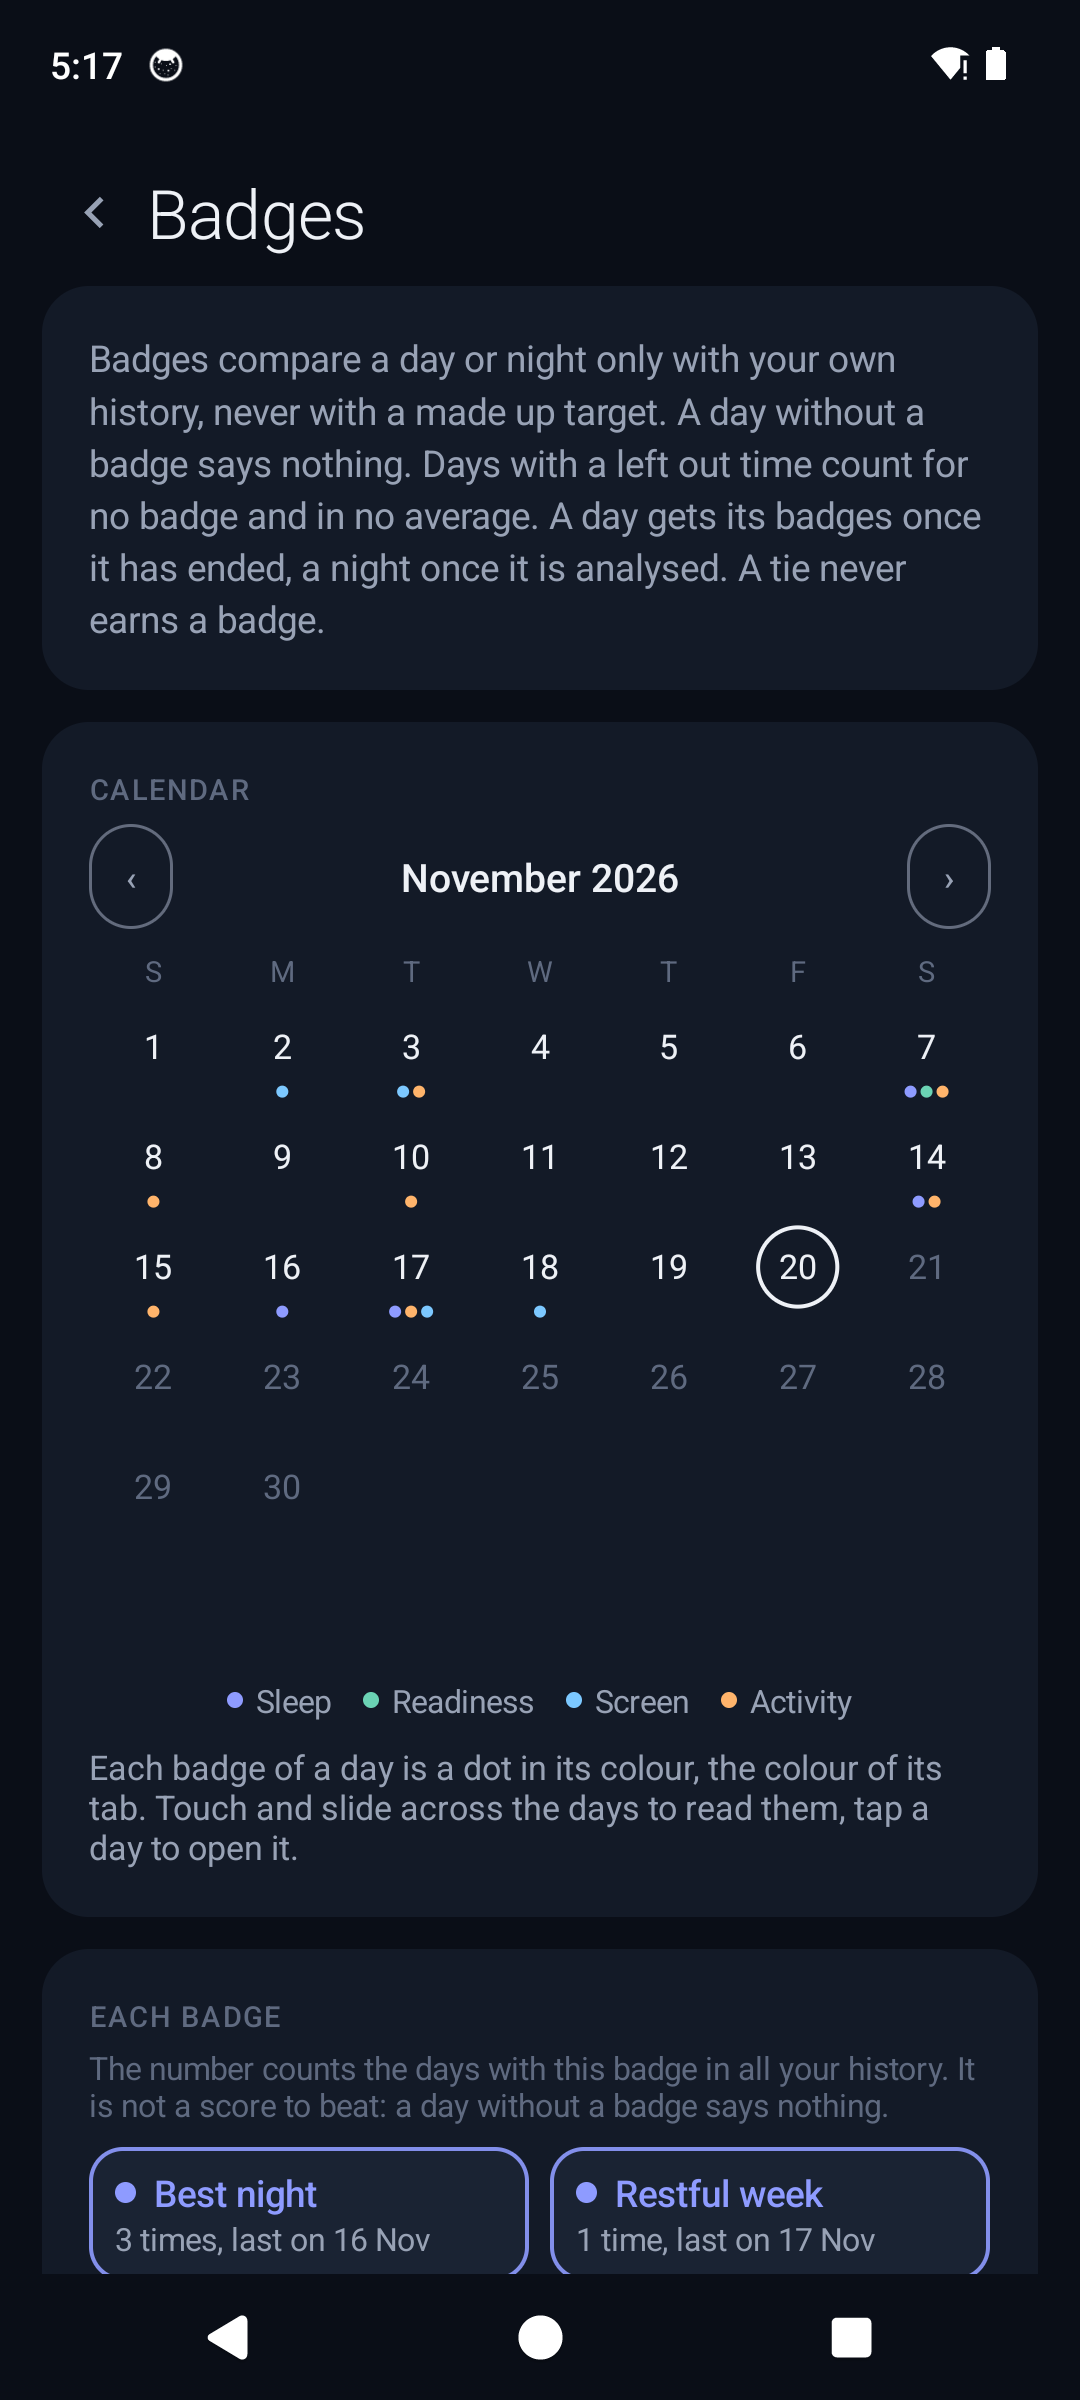 5:17
Badges
Badges compare a day or night only with your own
history, never with a made up target. A day without a
badge says nothing. Days with a left out time count for
no badge and in no average. A day gets its badges once
it has ended, a night once it is analysed. A tie never
earns a badge.
CALENDAR
‹ November 2026 ›
S M T W T F S
1 2 3 4 5 6 7
8 9 10 11 12 13 14
15 16 17 18 19 20 21
22 23 24 25 26 27 28
29 30
Sleep Readiness Screen Activity
Each badge of a day is a dot in its colour, the colour of its
tab. Touch and slide across the days to read them, tap a
day to open it.
EACH BADGE
The number counts the days with this badge in all your history. It
is not a score to beat: a day without a badge says nothing.
Best night Restful week
3 times, last on 16 Nov 1 time, last on 17 Nov